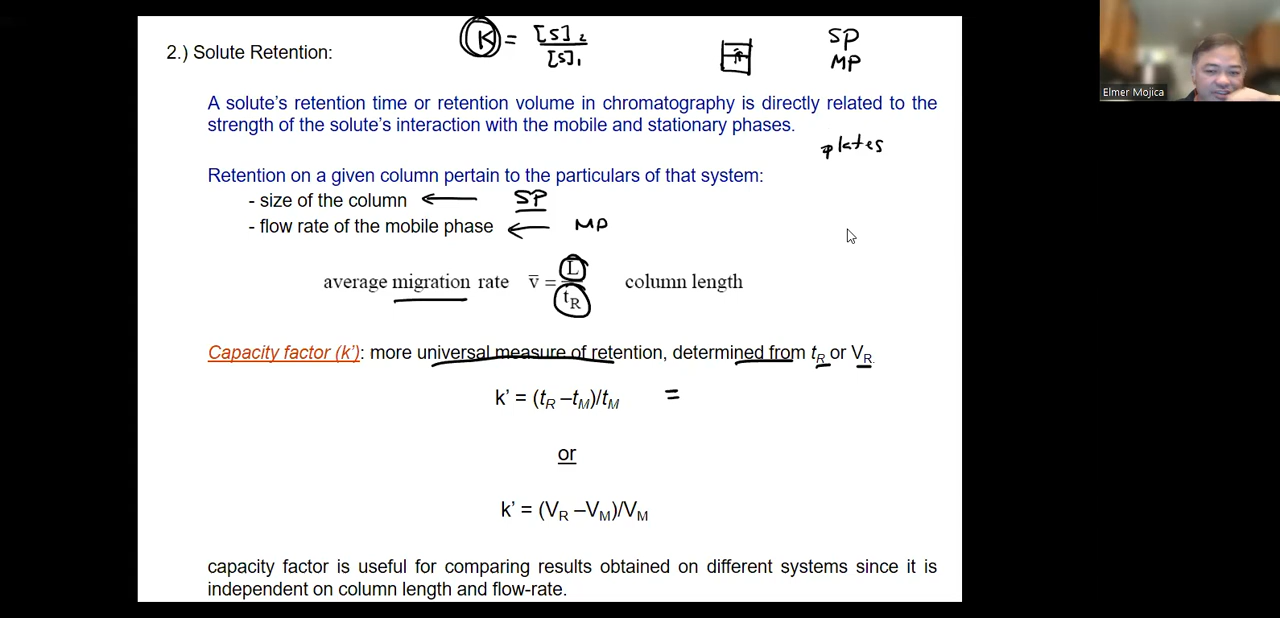 K = [S]₂
[S]₁
SP
MP
2.) Solute Retention:
Elmer Mojica
A solute's retention time or retention volume in chromatography is directly related to the
strength of the solute's interaction with the mobile and stationary phases.
plates
Retention on a given column pertain to the particulars of that system:
- size of the column ← SP
- flow rate of the mobile phase ← MP
average migration rate v̄ = L / tR column length
Capacity factor (k'): more universal measure of retention, determined from tR or VR.
k' = (tR –tM)/tM =
or
k' = (VR –VM)/VM
capacity factor is useful for comparing results obtained on different systems since it is
independent on column length and flow-rate.